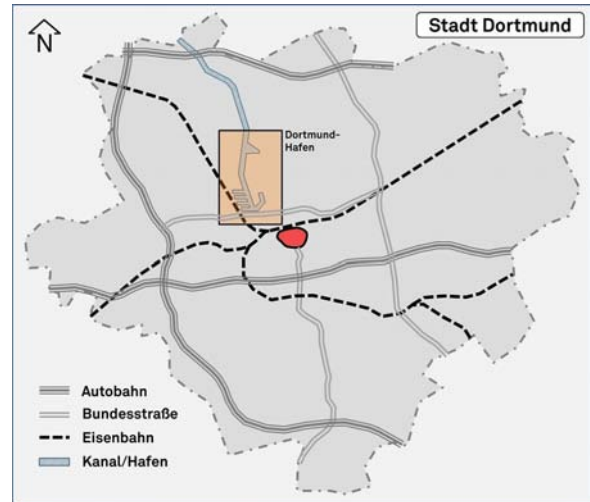 N
Stadt Dortmund
Dortmund-
Hafen
Autobahn
Bundesstraße
Eisenbahn
Kanal/Hafen